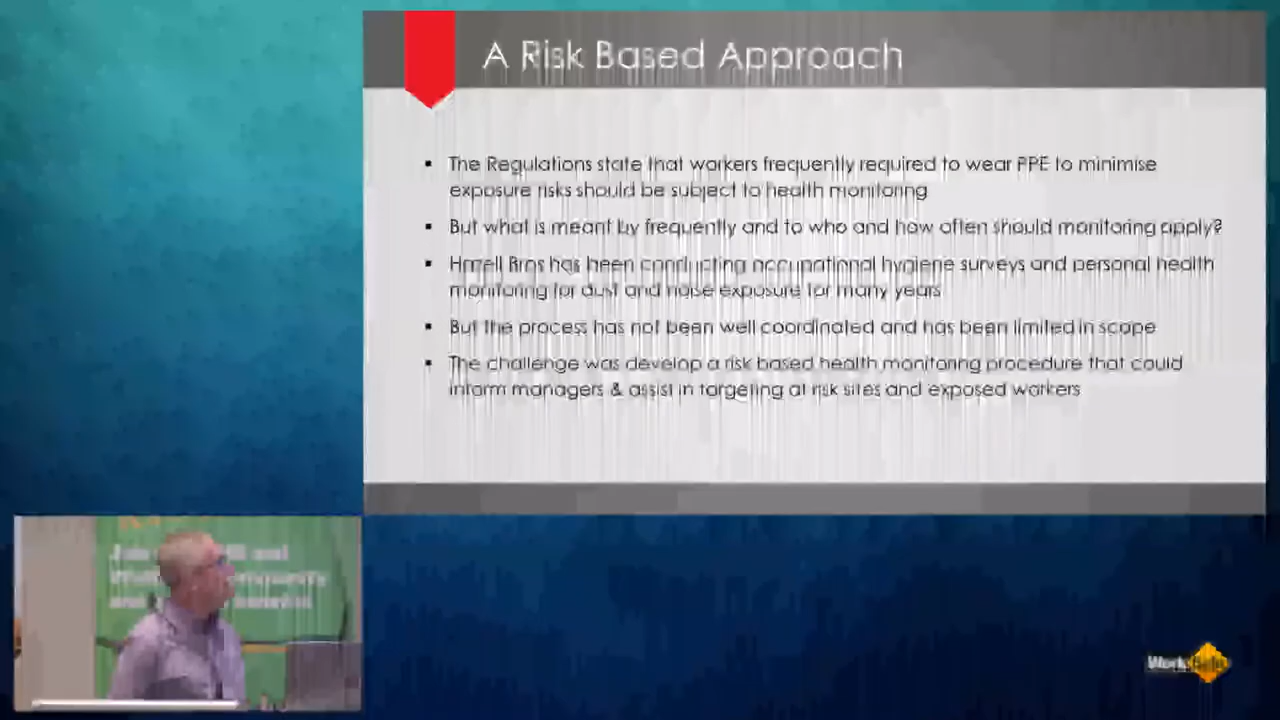 A Risk Based Approach
▪ The Regulations state that workers frequently required to wear PPE to minimise
exposure risks should be subject to health monitoring
▪ But what is meant by frequently and to who and how often should monitoring apply?
▪ Hazell Bros has been conducting occupational hygiene surveys and personal health
monitoring for dust and noise exposure for many years
▪ But the process has not been well coordinated and has been limited in scope
▪ The challenge was develop a risk based health monitoring procedure that could
inform managers & assist in targeting at risk sites and exposed workers
and
and
WorkSafe